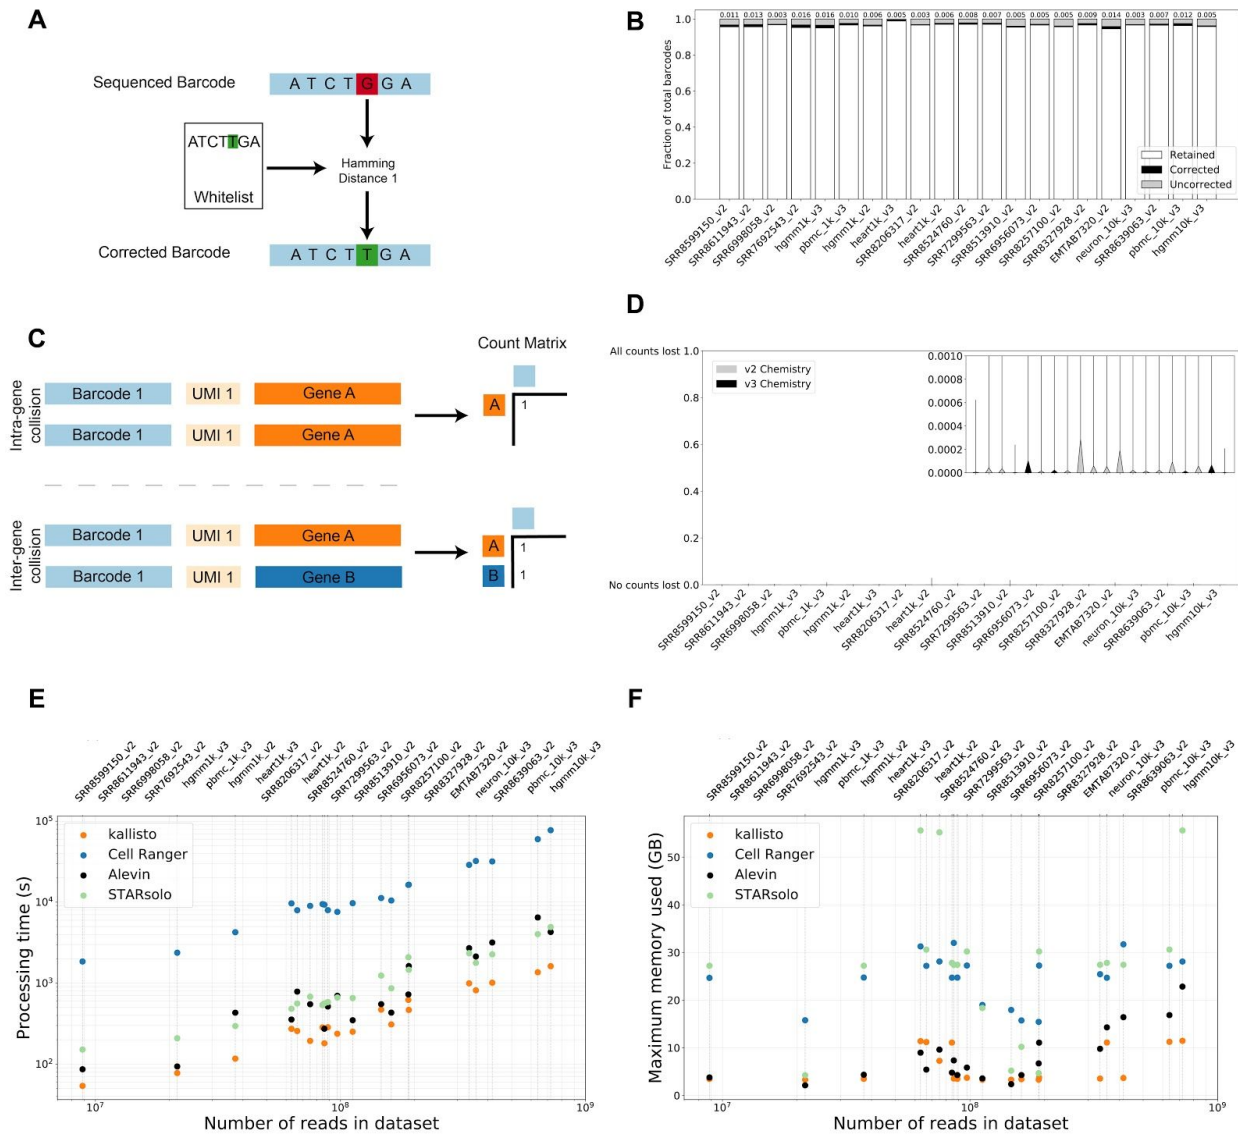 A
Sequenced Barcode
A T C T G G A
ATCTTGA
Whitelist
Hamming
Distance 1
Corrected Barcode
A T C T T G A
B
0.011 0.013 0.003 0.016 0.016 0.010 0.006 0.005 0.003 0.006 0.008 0.007 0.005 0.005 0.005 0.009 0.014 0.003 0.007 0.012 0.005
1.0
0.8
0.6
0.4
0.2
0.0
Fraction of total barcodes
Retained
Corrected
Uncorrected
SRR8599150_v2
SRR8611943_v2
SRR6998058_v2
SRR7692543_v2
hgmm1k_v3
pbmc_1k_v3
hgmm1k_v2
heart1k_v3
SRR8206317_v2
heart1k_v2
SRR8524760_v2
SRR7299563_v2
SRR8513910_v2
SRR6956073_v2
SRR8257100_v2
SRR8327928_v2
EMTAB7320_v2
neuron_10k_v3
SRR8639063_v2
pbmc_10k_v3
hgmm10k_v3
C
Count Matrix
Intra-gene
collision
Barcode 1 UMI 1 Gene A
Barcode 1 UMI 1 Gene A
A 1
Inter-gene
collision
Barcode 1 UMI 1 Gene A
Barcode 1 UMI 1 Gene B
A 1
B 1
D
All counts lost 1.0
0.8
0.6
0.4
0.2
No counts lost 0.0
v2 Chemistry
v3 Chemistry
0.0010
0.0008
0.0006
0.0004
0.0002
0.0000
SRR8599150_v2
SRR8611943_v2
SRR6998058_v2
hgmm1k_v3
pbmc_1k_v3
hgmm1k_v2
heart1k_v3
SRR8206317_v2
heart1k_v2
SRR8524760_v2
SRR7299563_v2
SRR8513910_v2
SRR6956073_v2
SRR8257100_v2
SRR8327928_v2
EMTAB7320_v2
neuron_10k_v3
SRR8639063_v2
pbmc_10k_v3
hgmm10k_v3
E
SRR8599150_v2
SRR8611943_v2
SRR6998058_v2
SRR7692543_v2
hgmm1k_v3
pbmc_1k_v3
hgmm1k_v2
heart1k_v3
SRR8206317_v2
heart1k_v2
SRR8524760_v2
SRR7299563_v2
SRR8513910_v2
SRR6956073_v2
SRR8257100_v2
SRR8327928_v2
EMTAB7320_v2
neuron_10k_v3
SRR8639063_v2
pbmc_10k_v3
hgmm10k_v3
kallisto
Cell Ranger
Alevin
STARsolo
Processing time (s)
10⁵
10⁴
10³
10²
10⁷ 10⁸ 10⁹
Number of reads in dataset
F
SRR8599150_v2
SRR8611943_v2
SRR6998058_v2
SRR7692543_v2
hgmm1k_v3
pbmc_1k_v3
hgmm1k_v2
heart1k_v3
SRR8206317_v2
heart1k_v2
SRR8524760_v2
SRR7299563_v2
SRR8513910_v2
SRR6956073_v2
SRR8257100_v2
SRR8327928_v2
EMTAB7320_v2
neuron_10k_v3
SRR8639063_v2
pbmc_10k_v3
hgmm10k_v3
kallisto
Cell Ranger
Alevin
STARsolo
Maximum memory used (GB)
50
40
30
20
10
0
10⁷ 10⁸ 10⁹
Number of reads in dataset